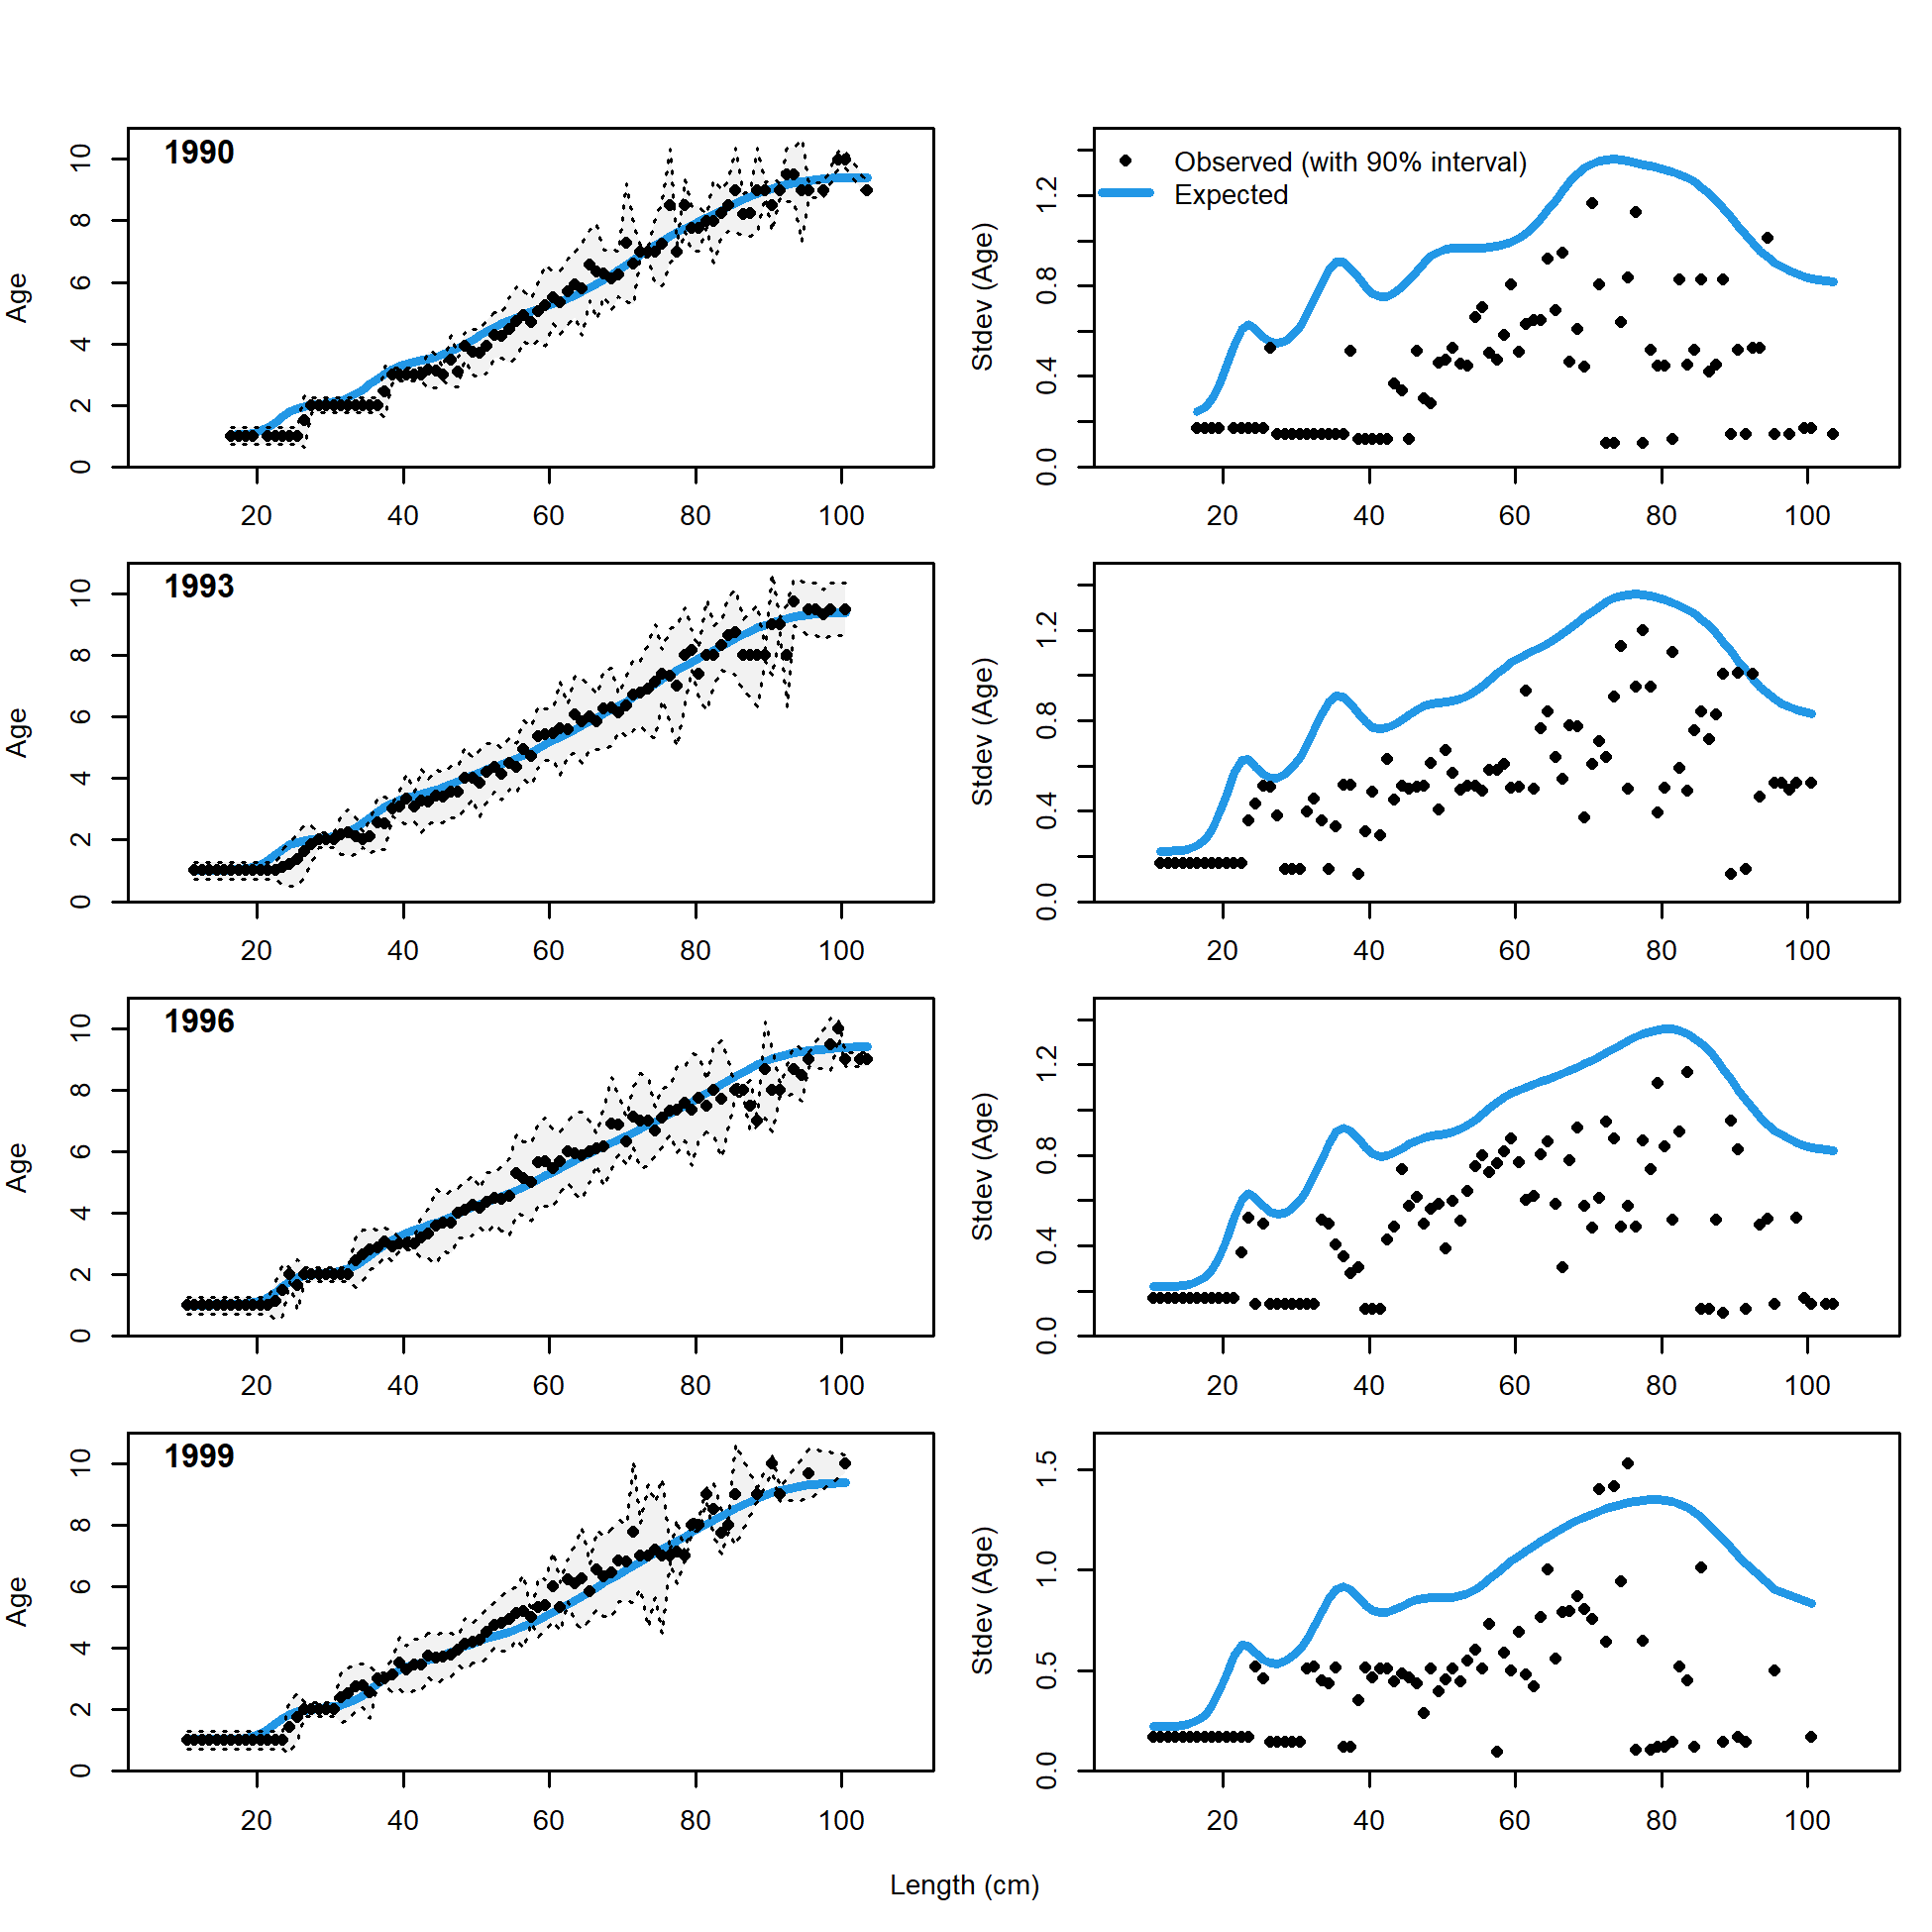 1990
Age
0 2 4 6 8 10
20 40 60 80 100
Observed (with 90% interval)
Expected
Stdev (Age)
0.0 0.4 0.8 1.2
20 40 60 80 100
1993
Age
0 2 4 6 8 10
20 40 60 80 100
Stdev (Age)
0.0 0.4 0.8 1.2
20 40 60 80 100
1996
Age
0 2 4 6 8 10
20 40 60 80 100
Stdev (Age)
0.0 0.4 0.8 1.2
20 40 60 80 100
1999
Age
0 2 4 6 8 10
20 40 60 80 100
Stdev (Age)
0.0 0.5 1.0 1.5
20 40 60 80 100
Length (cm)